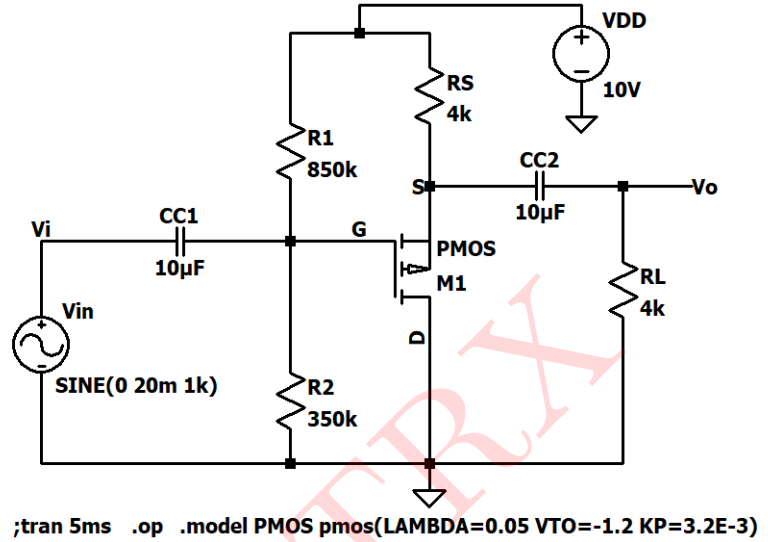 VDD
10V
RS
4k
R1
850k
CC2
10µF
S
Vo
CC1
10µF
Vi
G
PMOS
M1
RL
4k
Vin
SINE(0 20m 1k)
D
R2
350k
TRX
;tran 5ms .op .model PMOS pmos(LAMBDA=0.05 VTO=-1.2 KP=3.2E-3)